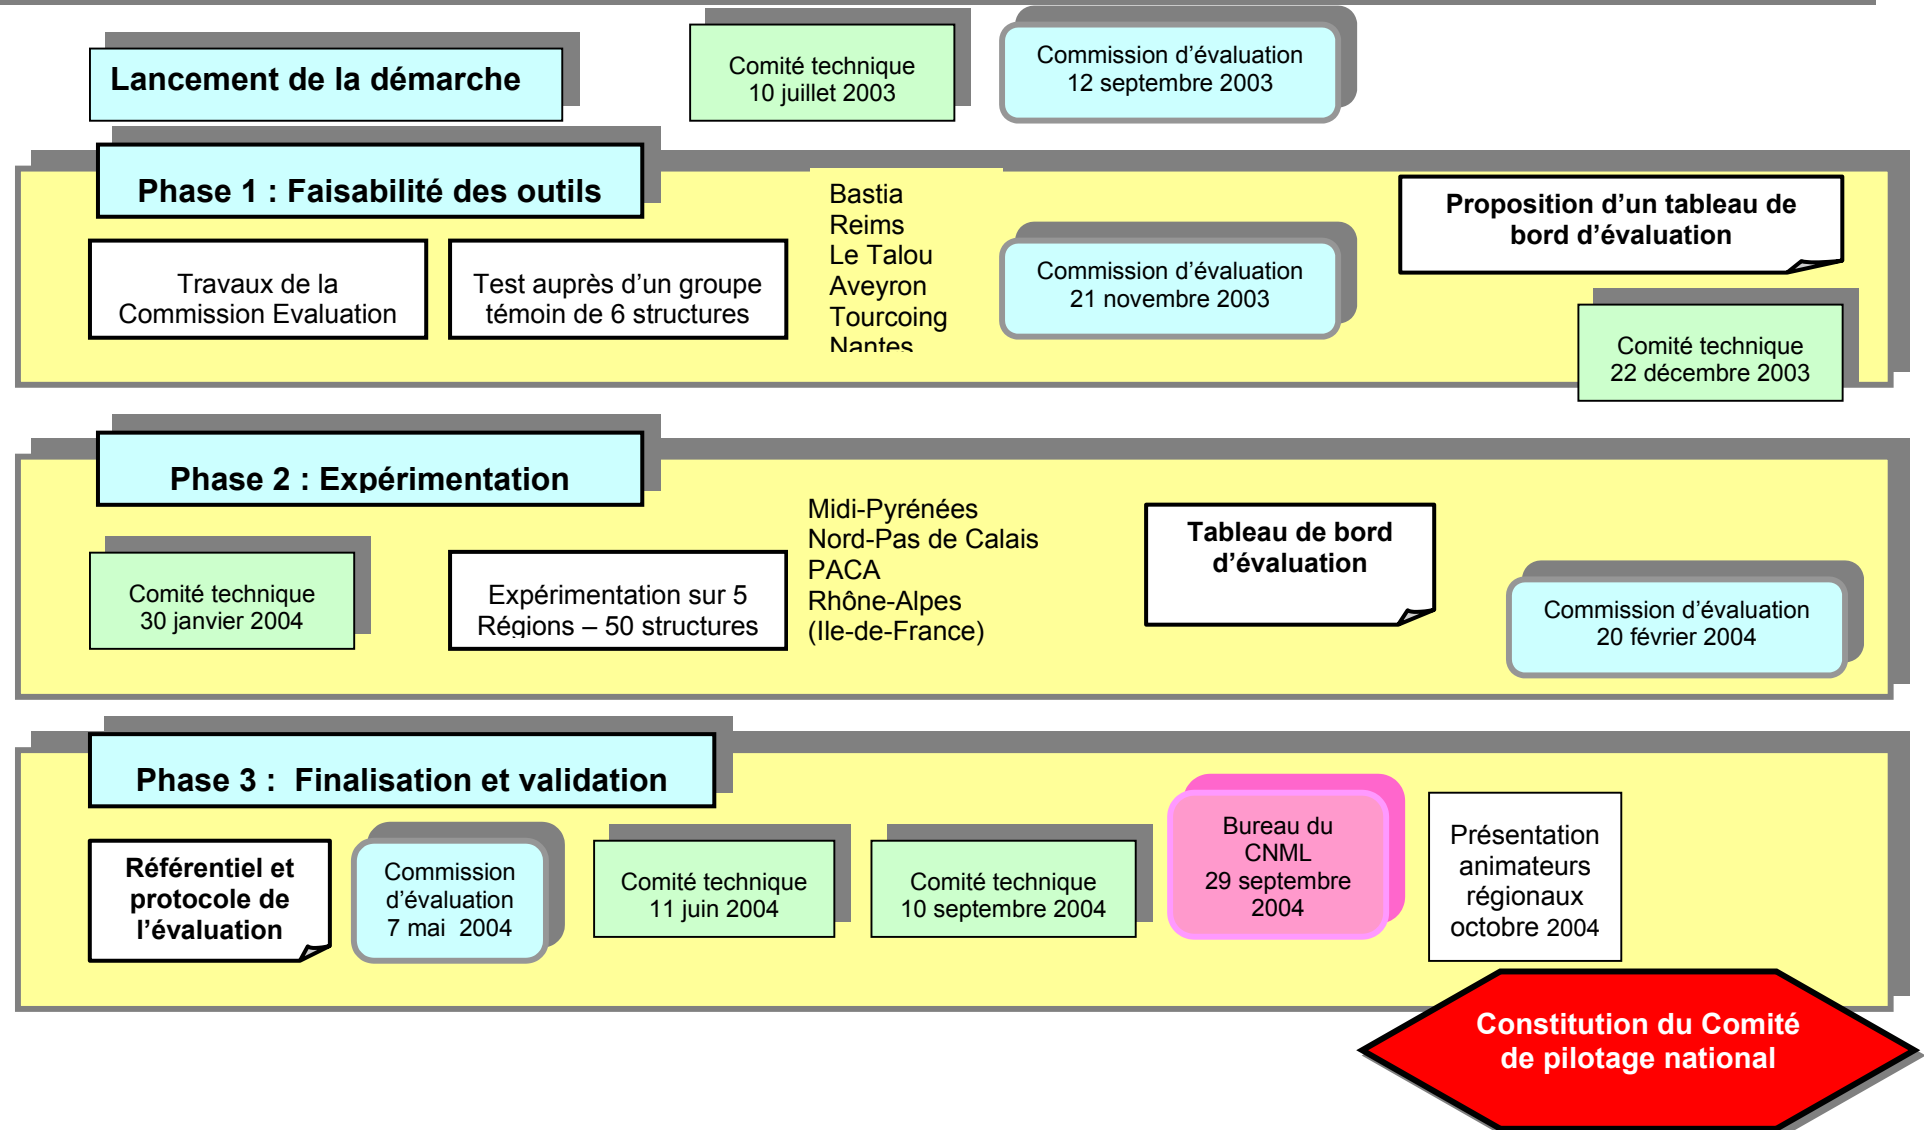 Lancement de la démarche
Comité technique
10 juillet 2003
Commission d’évaluation
12 septembre 2003
Phase 1 : Faisabilité des outils
Travaux de la
Commission Evaluation
Test auprès d’un groupe
témoin de 6 structures
Bastia
Reims
Le Talou
Aveyron
Tourcoing
Nantes
Commission d’évaluation
21 novembre 2003
Proposition d’un tableau de
bord d’évaluation
Comité technique
22 décembre 2003
Phase 2 : Expérimentation
Comité technique
30 janvier 2004
Expérimentation sur 5
Régions – 50 structures
Midi-Pyrénées
Nord-Pas de Calais
PACA
Rhône-Alpes
(Ile-de-France)
Tableau de bord
d’évaluation
Commission d’évaluation
20 février 2004
Phase 3 :  Finalisation et validation
Référentiel et
protocole de
l’évaluation
Commission
d’évaluation
7 mai  2004
Comité technique
11 juin 2004
Comité technique
10 septembre 2004
Bureau du
CNML
29 septembre
2004
Présentation
animateurs
régionaux
octobre 2004
Constitution du Comité
de pilotage national